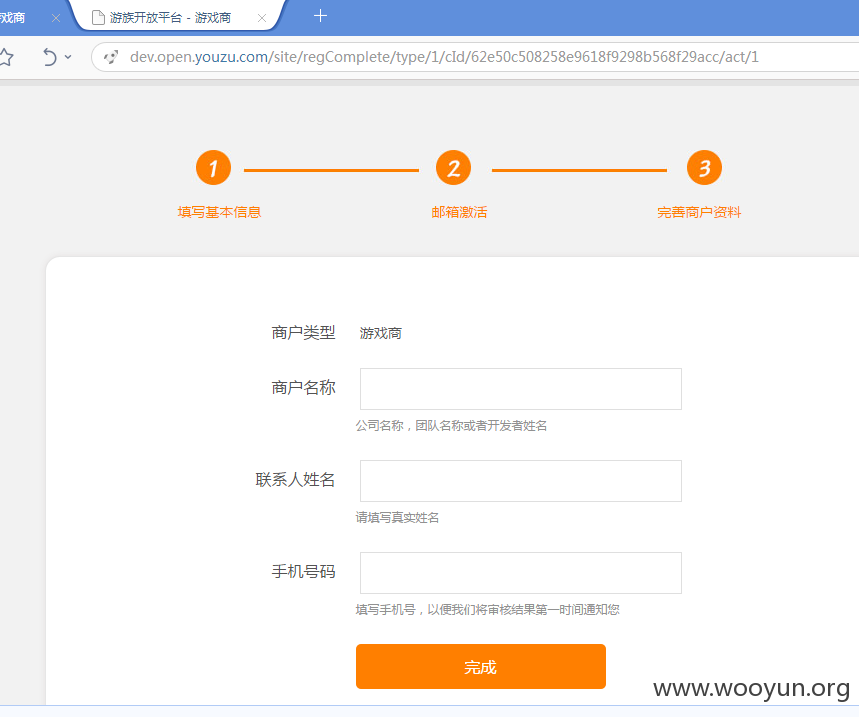 戏商
游族开放平台 - 游戏商
dev.open.youzu.com/site/regComplete/type/1/cId/62e50c508258e9618f9298b568f29acc/act/1
1 2 3
填写基本信息 邮箱激活 完善商户资料
商户类型 游戏商
商户名称
公司名称，团队名称或者开发者姓名
联系人姓名
请填写真实姓名
手机号码
填写手机号，以便我们将审核结果第一时间通知您
完成
www.wooyun.org